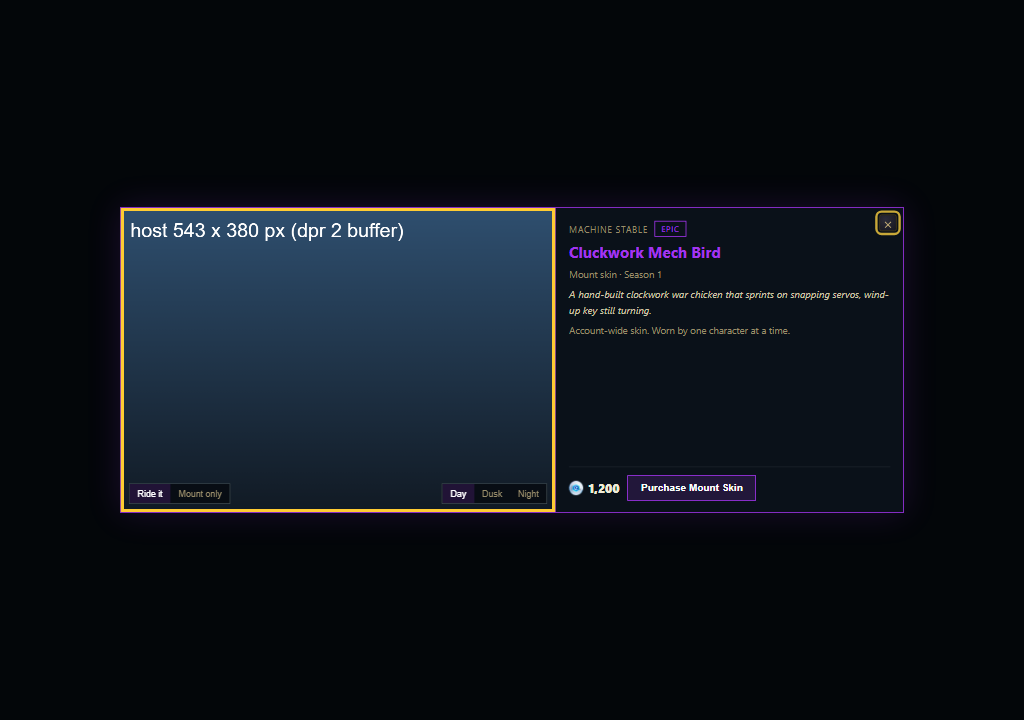 host 543 x 380 px (dpr 2 buffer)
Ride it
Mount only
Day
Dusk
Night
MACHINE STABLE
EPIC
×
Cluckwork Mech Bird
Mount skin · Season 1
A hand-built clockwork war chicken that sprints on snapping servos, wind-
up key still turning.
Account-wide skin. Worn by one character at a time.
1,200
Purchase Mount Skin